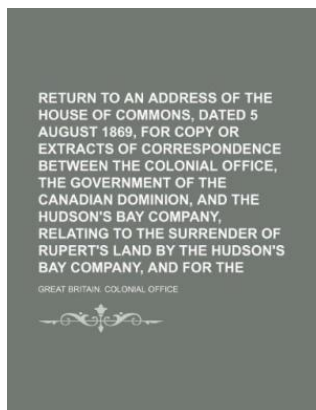 RETURN TO AN ADDRESS OF THE
HOUSE OF COMMONS, DATED 5
AUGUST 1869, FOR COPY OR
EXTRACTS OF CORRESPONDENCE
BETWEEN THE COLONIAL OFFICE,
THE GOVERNMENT OF THE
CANADIAN DOMINION, AND THE
HUDSON'S BAY COMPANY,
RELATING TO THE SURRENDER OF
RUPERT'S LAND BY THE HUDSON'S
BAY COMPANY, AND FOR THE
GREAT BRITAIN. COLONIAL OFFICE